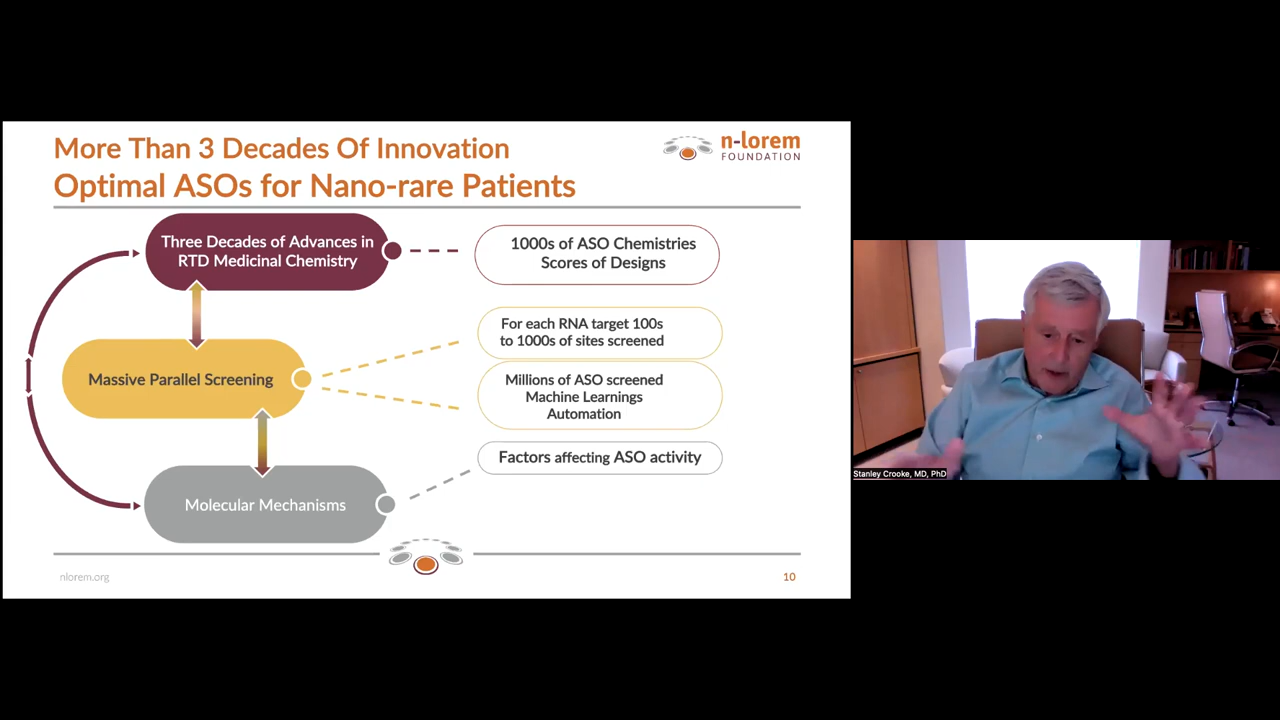 More Than 3 Decades Of Innovation
Optimal ASOs for Nano-rare Patients
n-lorem
FOUNDATION
Three Decades of Advances in
RTD Medicinal Chemistry
1000s of ASO Chemistries
Scores of Designs
Massive Parallel Screening
For each RNA target 100s
to 1000s of sites screened
Millions of ASO screened
Machine Learnings
Automation
Molecular Mechanisms
Factors affecting ASO activity
nlorem.org
10
Stanley Crooke, MD, PhD